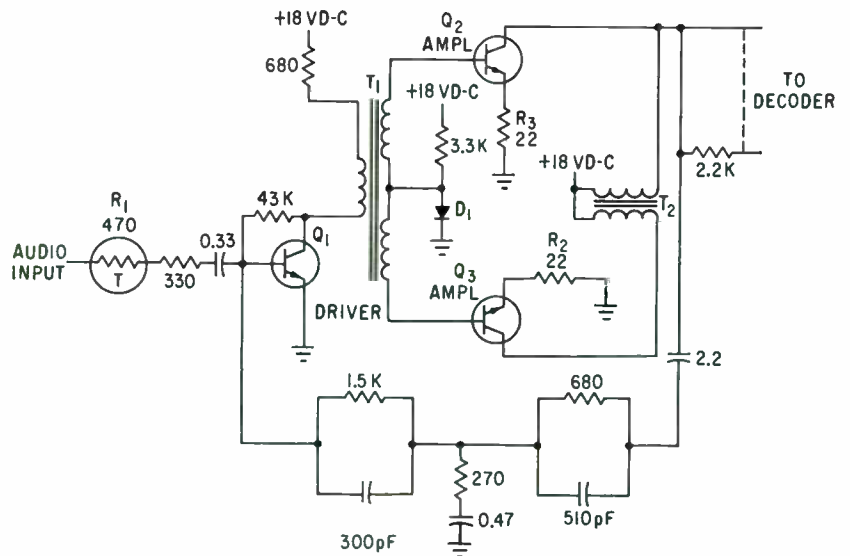 +18 VD-C
680
Q2
AMPL
T1
+18 VD-C
3.3K
R3
22
TO
DECODER
+18 VD-C
2.2K
T2
D1
43K
R1
470
T
AUDIO
INPUT
330
0.33
Q1
DRIVER
Q3
AMPL
R2
22
2.2
1.5K
680
270
0.47
300pF
510pF